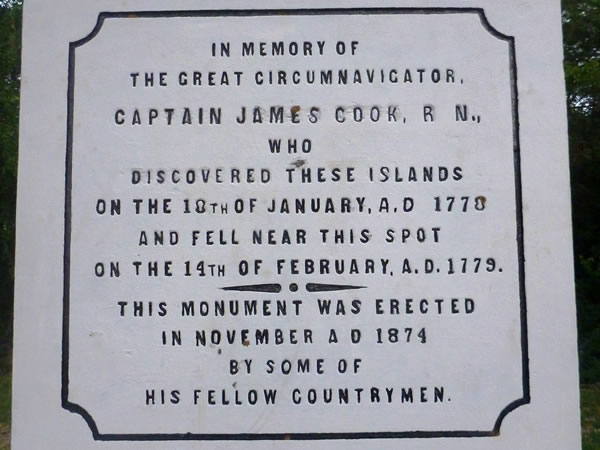 IN MEMORY OF
THE GREAT CIRCUMNAVIGATOR,
CAPTAIN JAMES COOK, R N.,
WHO
DISCOVERED THESE ISLANDS
ON THE 18TH OF JANUARY, A.D 1778
AND FELL NEAR THIS SPOT
ON THE 14TH OF FEBRUARY, A.D. 1779.
THIS MONUMENT WAS ERECTED
IN NOVEMBER A D 1874
BY SOME OF
HIS FELLOW COUNTRYMEN.